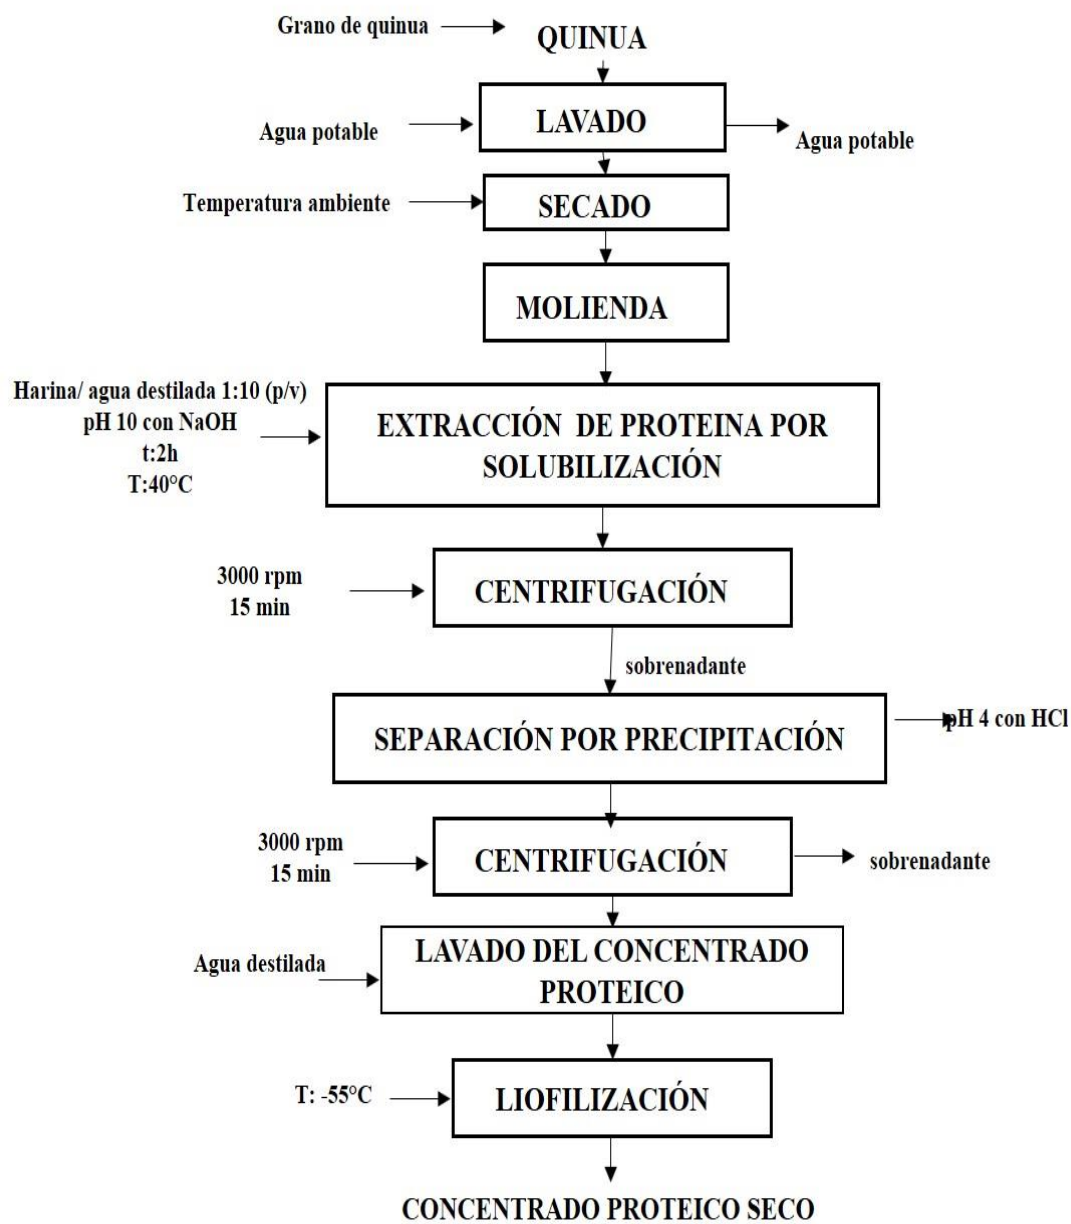 Grano de quinua
QUINUA
LAVADO
Agua potable
Agua potable
Temperatura ambiente
SECADO
MOLIENDA
Harina/ agua destilada 1:10 (p/v)
pH 10 con NaOH
t:2h
T:40°C
EXTRACCIÓN DE PROTEINA POR
SOLUBILIZACIÓN
3000 rpm
15 min
CENTRIFUGACIÓN
sobrenadante
SEPARACIÓN POR PRECIPITACIÓN
pH 4 con HCl
3000 rpm
15 min
CENTRIFUGACIÓN
sobrenadante
Agua destilada
LAVADO DEL CONCENTRADO
PROTEICO
T: -55°C
LIOFILIZACIÓN
CONCENTRADO PROTEICO SECO